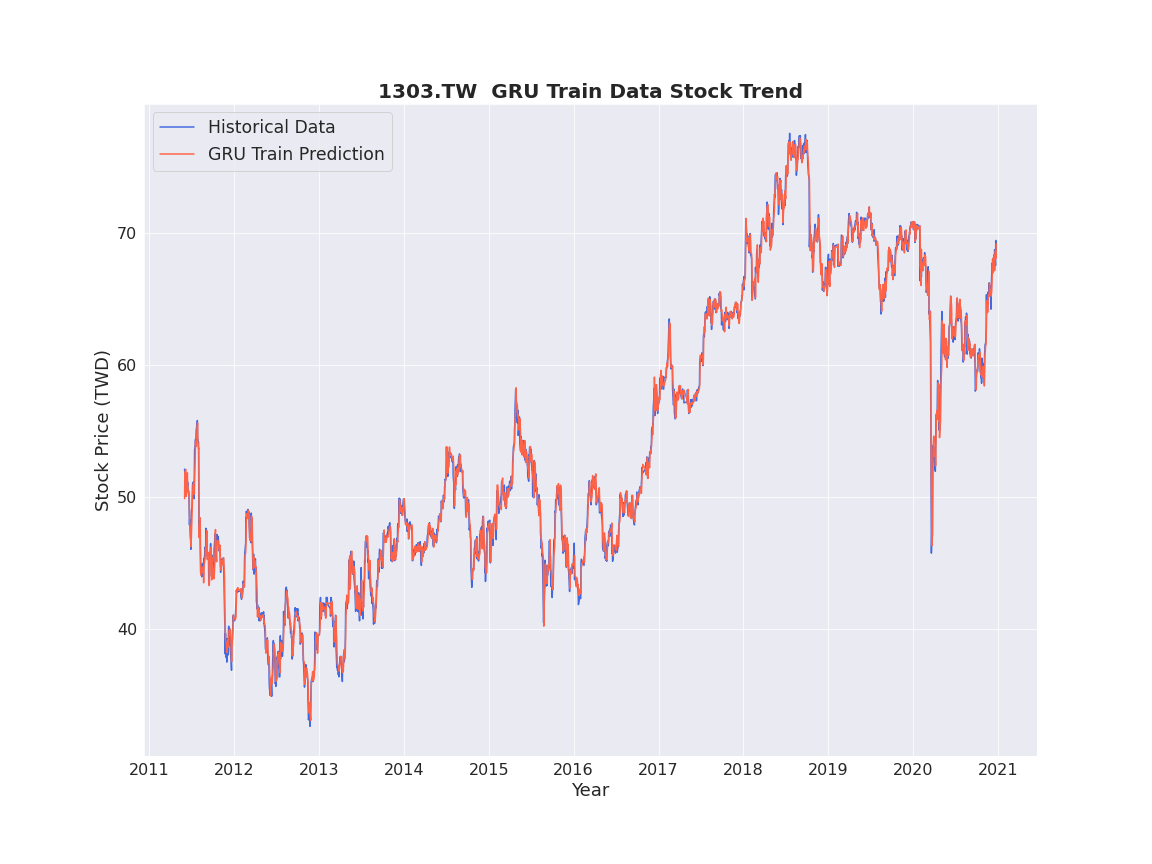 1303.TW  GRU Train Data Stock Trend
Historical Data
GRU Train Prediction
Stock Price (TWD)
70
60
50
40
2011 2012 2013 2014 2015 2016 2017 2018 2019 2020 2021
Year